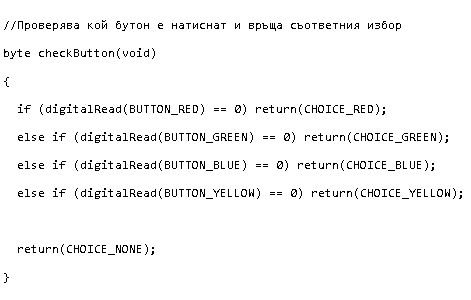 //Проверява кой бутон е натиснат и връща съответния избор
byte checkButton(void)
{
if (digitalRead(BUTTON_RED) == 0) return(CHOICE_RED);
else if (digitalRead(BUTTON_GREEN) == 0) return(CHOICE_GREEN);
else if (digitalRead(BUTTON_BLUE) == 0) return(CHOICE_BLUE);
else if (digitalRead(BUTTON_YELLOW) == 0) return(CHOICE_YELLOW);
return(CHOICE_NONE);
}